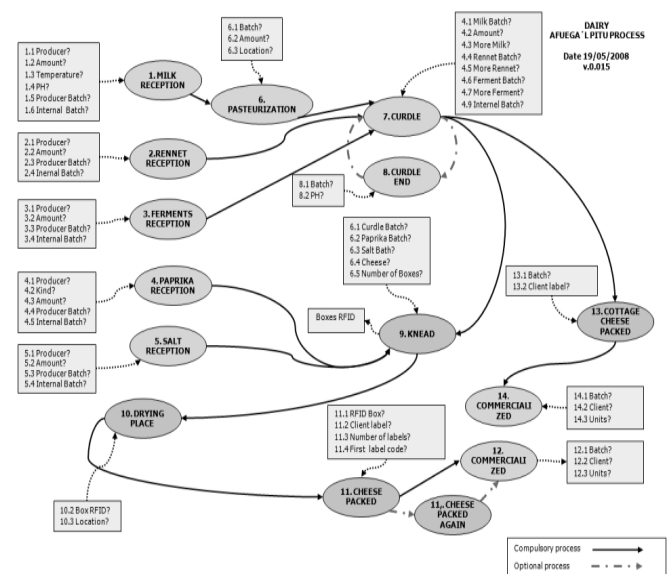 DAIRY
AFUEGA´L PITU PROCESS
Date 19/05/2008
v.0.015
1.1 Producer?
1.2 Amount?
1.3 Temperature?
1.4 PH?
1.5 Producer Batch?
1.6 Internal Batch?
1. MILK
RECEPTION
6.1 Batch?
6.2 Amount?
6.3 Location?
6.
PASTEURIZATION
4.1 Milk Batch?
4.2 Amount?
4.3 More Milk?
4.4 Rennet Batch?
4.5 More Rennet?
4.6 Ferment Batch?
4.7 More Ferment?
4.9 Internal Batch?
7. CURDLE
2.1 Producer?
2.2 Amount?
2.3 Producer Batch?
2.4 Inernal Batch?
2.RENNET
RECEPTION
8.1 Batch?
8.2 PH?
8. CURDLE
END
3.1 Producer?
3.2 Amount?
3.3 Producer Batch?
3.4 Internal Batch?
3. FERMENTS
RECEPTION
6.1 Curdle Batch?
6.2 Paprika Batch?
6.3 Salt Bath?
6.4 Cheese?
6.5 Number of Boxes?
4.1 Producer?
4.2 Kind?
4.3 Amount?
4.4 Producer Batch?
4.5 Internal Batch?
4. PAPRIKA
RECEPTION
13.1 Batch?
13.2 Client label?
13. COTTAGE
CHEESE
PACKED
Boxes RFID
9. KNEAD
5.1 Producer?
5.2 Amount?
5.3 Producer Batch?
5.4 Internal Batch?
5. SALT
RECEPTION
14.
COMMERCIALI
ZED
14.1 Batch?
14.2 Client?
14.3 Units?
10. DRYING
PLACE
11.1 RFID Box?
11.2 Client label?
11.3 Number of labels?
11.4 First label code?
12.
COMMERCIALI
ZED
12.1 Batch?
12.2 Client?
12.3 Units?
10.2 Box RFID?
10.3 Location?
11. CHEESE
PACKED
11,. CHEESE
PACKED
AGAIN
Compulsory process
Optional process